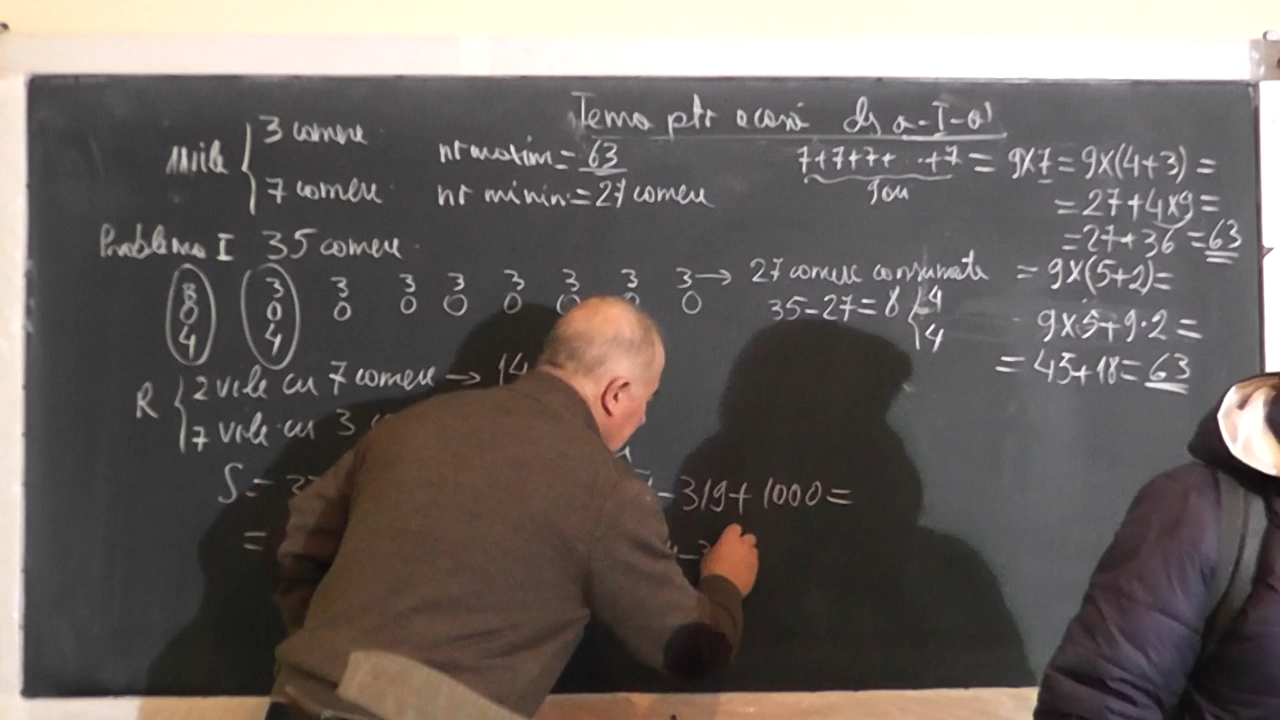 Tema ptr acasă
3 camere
nr maxim = 63
7+7+7+ ... +7 = 9x7 = 9x(4+3) =
7 camere
nr minim = 27 camere
= 27+4x9 =
= 27+36 = 63
Problema I 35 camere
3 3 3 3 3 3 3 3 3 → 27 camere consumate = 9x(5+2) =
0 0 0 0 0 0 0 0 0
35-27=8 { 4
4 4
4
9x5+9·2 =
= 45+18 = 63
R { 2 vile cu 7 camere → 14
7 vile cu 3
S =
-319+1000 =
=